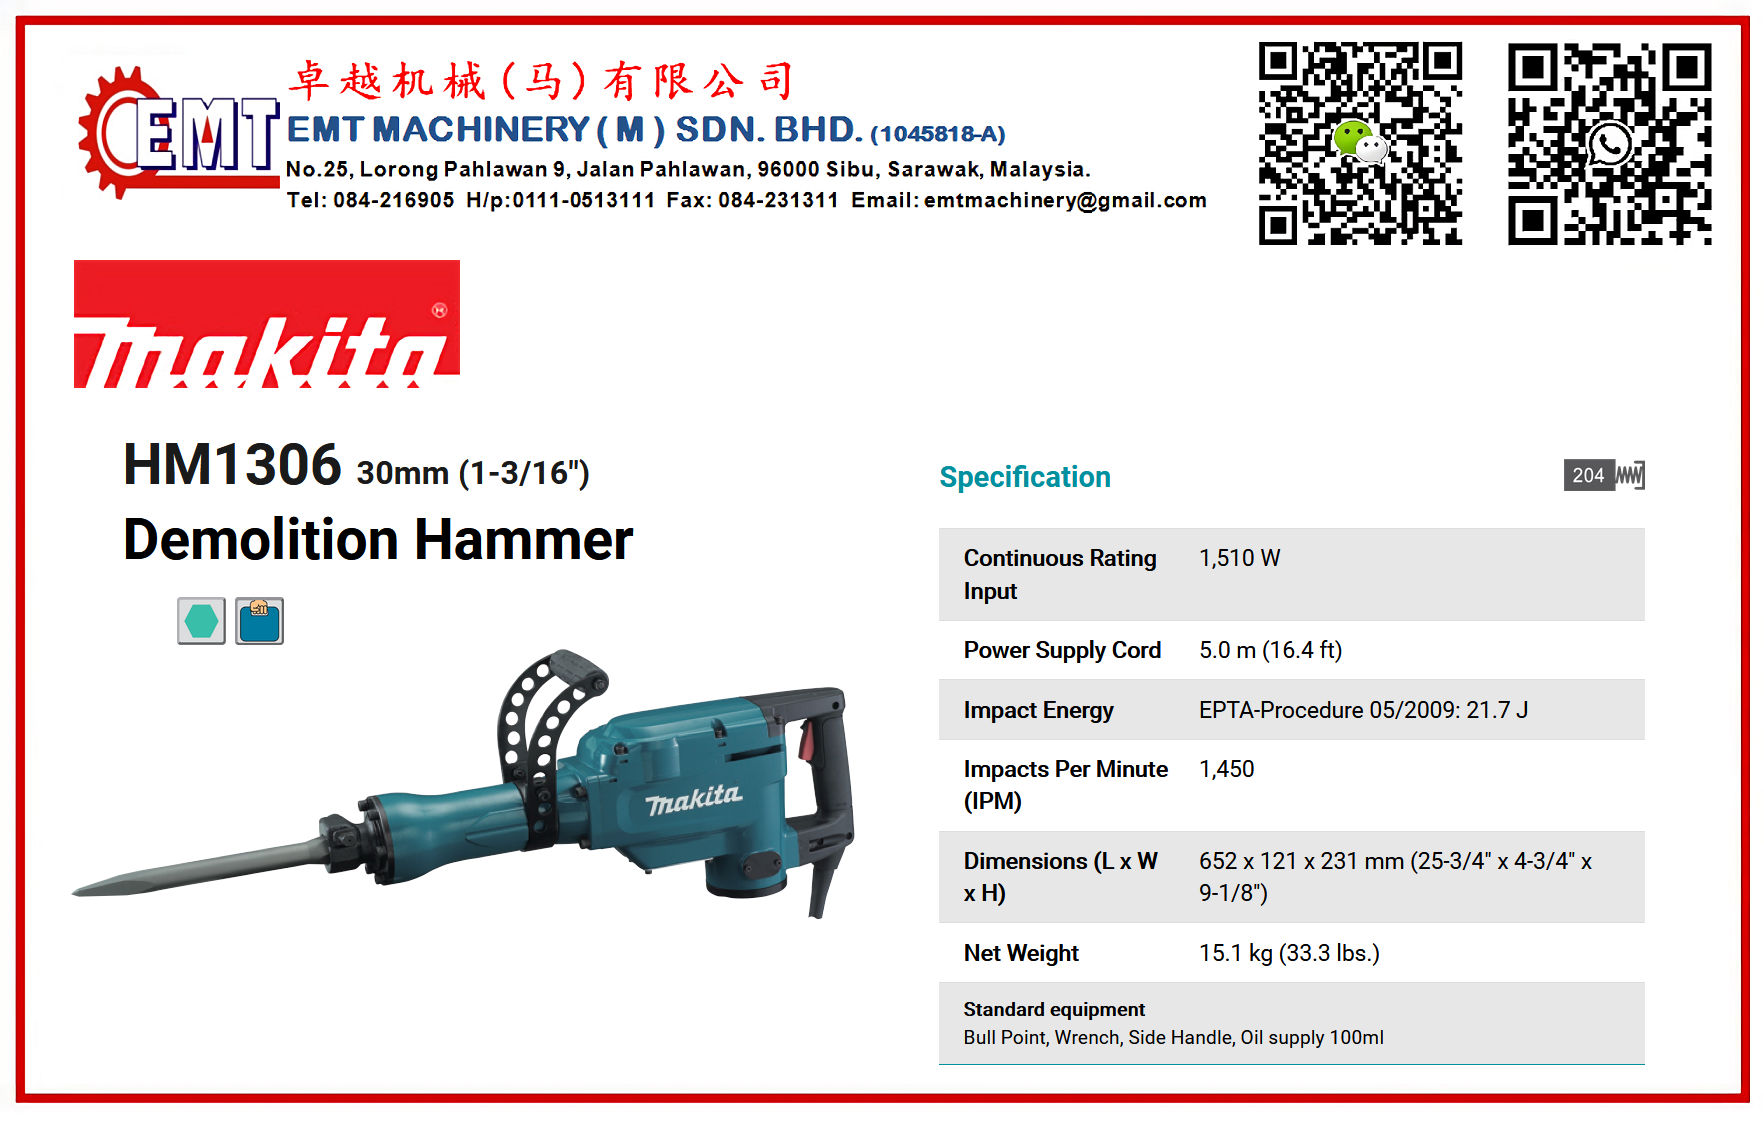 卓越机械(马)有限公司
EMT
EMT MACHINERY ( M ) SDN. BHD. (1045818-A)
No.25, Lorong Pahlawan 9, Jalan Pahlawan, 96000 Sibu, Sarawak, Malaysia.
Tel: 084-216905 H/p:0111-0513111 Fax: 084-231311 Email: emtmachinery@gmail.com
makita
HM1306 30mm (1-3/16")
Demolition Hammer
makita
Specification
204
Continuous Rating 1,510 W
Input
Power Supply Cord 5.0 m (16.4 ft)
Impact Energy EPTA-Procedure 05/2009: 21.7 J
Impacts Per Minute 1,450
(IPM)
Dimensions (L x W 652 x 121 x 231 mm (25-3/4" x 4-3/4" x
x H) 9-1/8")
Net Weight 15.1 kg (33.3 lbs.)
Standard equipment
Bull Point, Wrench, Side Handle, Oil supply 100ml